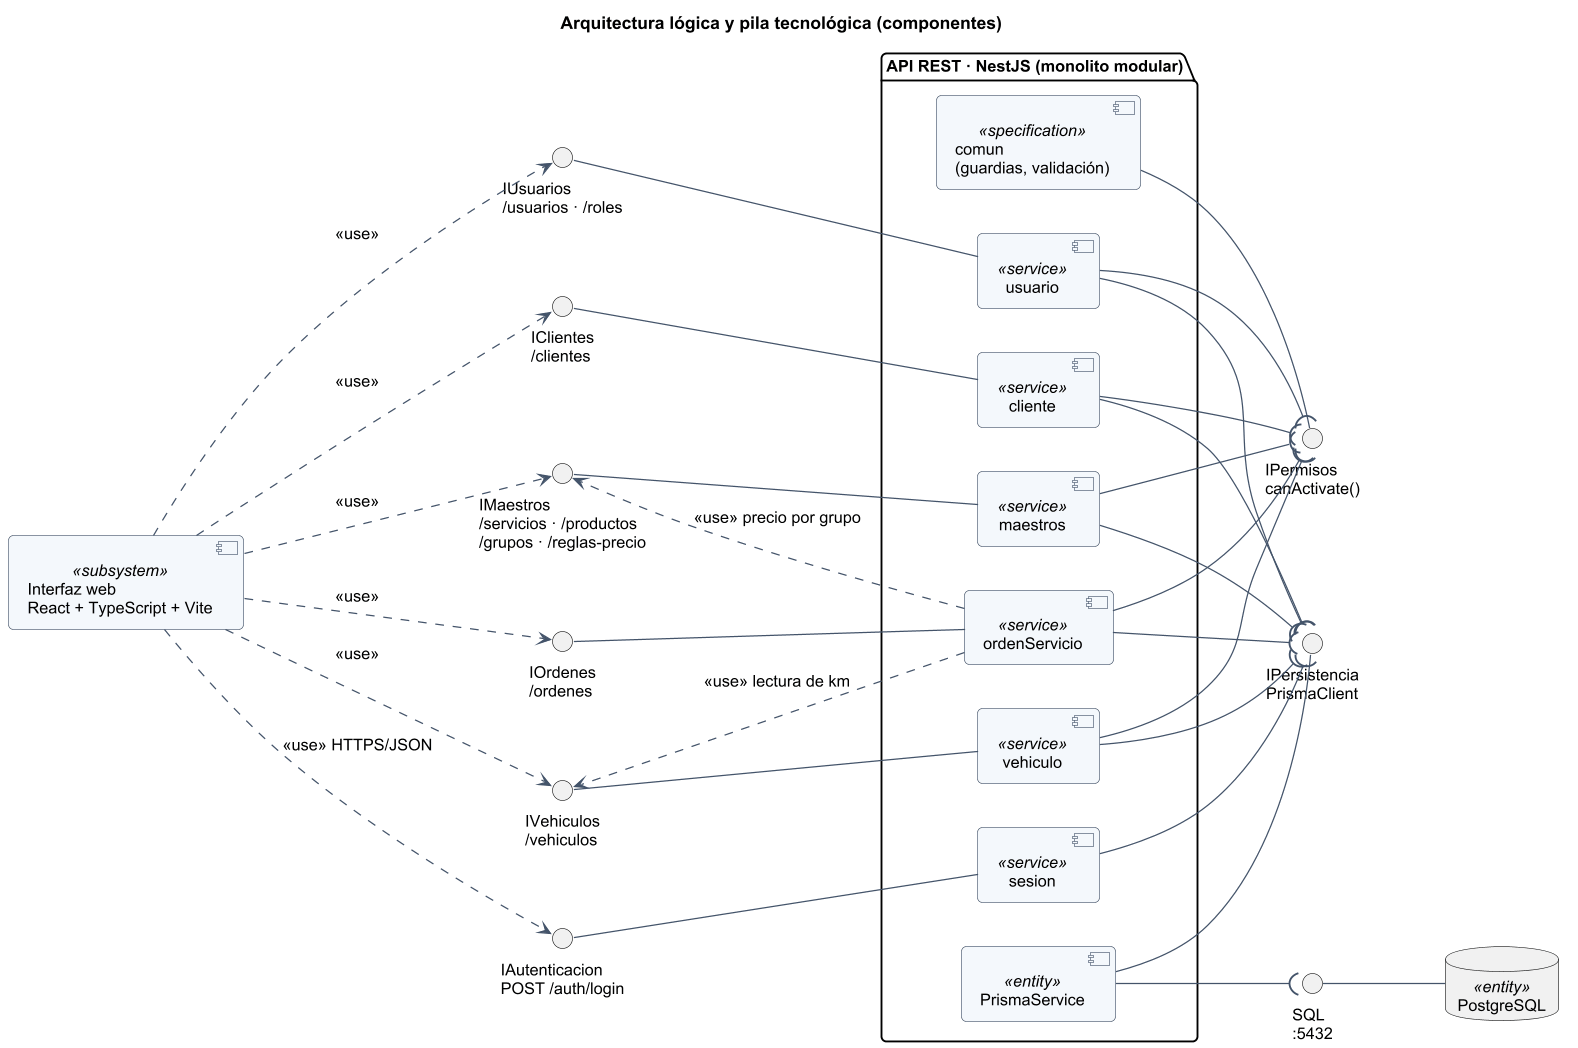 Arquitectura lógica y pila tecnológica (componentes)
API REST · NestJS (monolito modular)
«specification»
comun
(guardias, validación)
IUsuarios
/usuarios · /roles
«use»
«service»
usuario
IClientes
/clientes
«use»
«service»
cliente
IPermisos
canActivate()
IMaestros
/servicios · /productos
/grupos · /reglas-precio
«use»
«use» precio por grupo
«service»
maestros
«subsystem»
Interfaz web
React + TypeScript + Vite
«use»
«service»
ordenServicio
IOrdenes
/ordenes
«use»
«use» lectura de km
IPersistencia
PrismaClient
«use» HTTPS/JSON
«service»
vehiculo
IVehiculos
/vehiculos
«service»
sesion
IAutenticacion
POST /auth/login
«entity»
PrismaService
SQL
:5432
«entity»
PostgreSQL